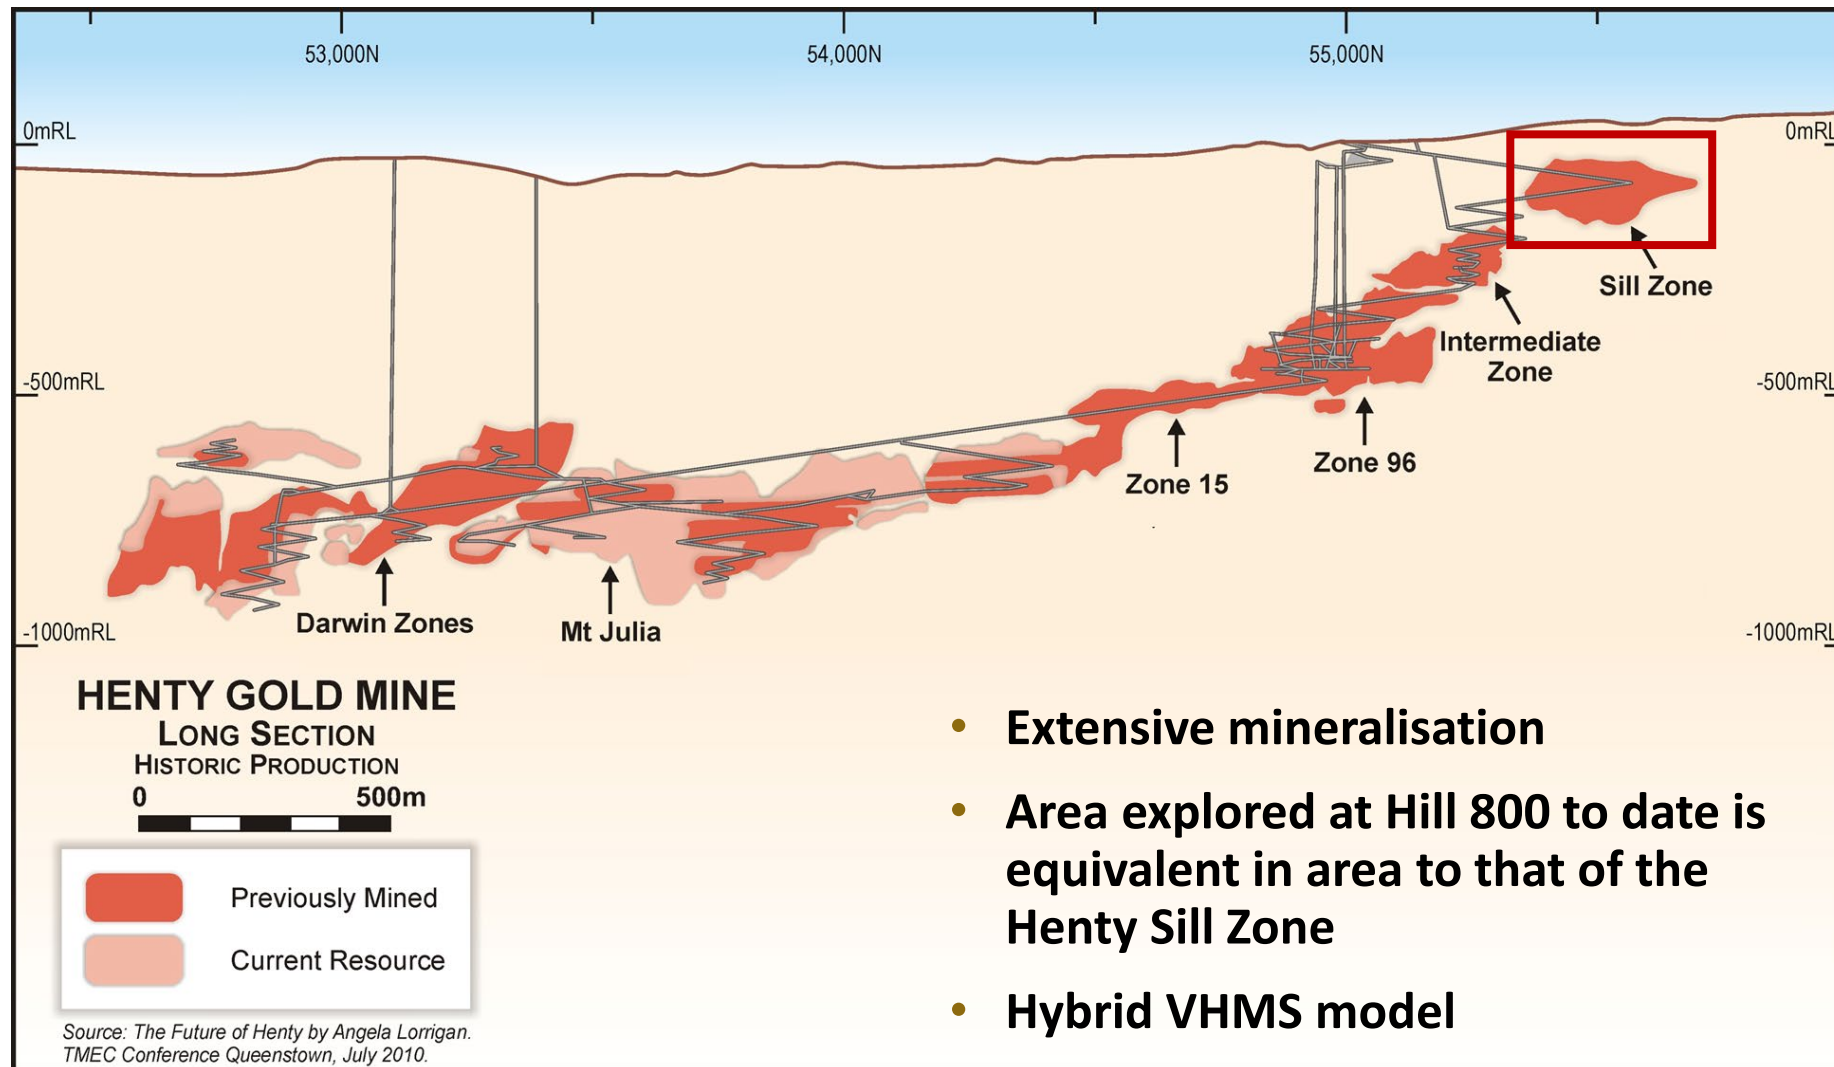 53,000N 54,000N 55,000N
0mRL 0mRL
Sill Zone
Intermediate
Zone
-500mRL -500mRL
Zone 96
Zone 15
Darwin Zones
Mt Julia
-1000mRL -1000mRL
HENTY GOLD MINE
LONG SECTION
HISTORIC PRODUCTION
0 500m
Previously Mined
Current Resource
Source: The Future of Henty by Angela Lorrigan.
TMEC Conference Queenstown, July 2010.
• Extensive mineralisation
• Area explored at Hill 800 to date is
equivalent in area to that of the
Henty Sill Zone
• Hybrid VHMS model